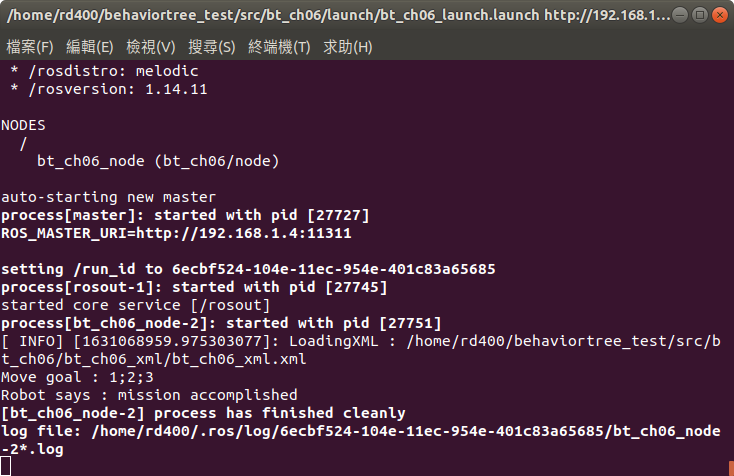 /home/rd400/behaviortree_test/src/bt_ch06/launch/bt_ch06_launch.launch http://192.168.1...
檔案(F) 編輯(E) 檢視(V) 搜尋(S) 終端機(T) 求助(H)
* /rosdistro: melodic
* /rosversion: 1.14.11
NODES
/
bt_ch06_node (bt_ch06/node)
auto-starting new master
process[master]: started with pid [27727]
ROS_MASTER_URI=http://192.168.1.4:11311
setting /run_id to 6ecbf524-104e-11ec-954e-401c83a65685
process[rosout-1]: started with pid [27745]
started core service [/rosout]
process[bt_ch06_node-2]: started with pid [27751]
[ INFO] [1631068959.975303077]: LoadingXML : /home/rd400/behaviortree_test/src/b
t_ch06/bt_ch06_xml/bt_ch06_xml.xml
Move goal : 1;2;3
Robot says : mission accomplished
[bt_ch06_node-2] process has finished cleanly
log file: /home/rd400/.ros/log/6ecbf524-104e-11ec-954e-401c83a65685/bt_ch06_node
-2*.log